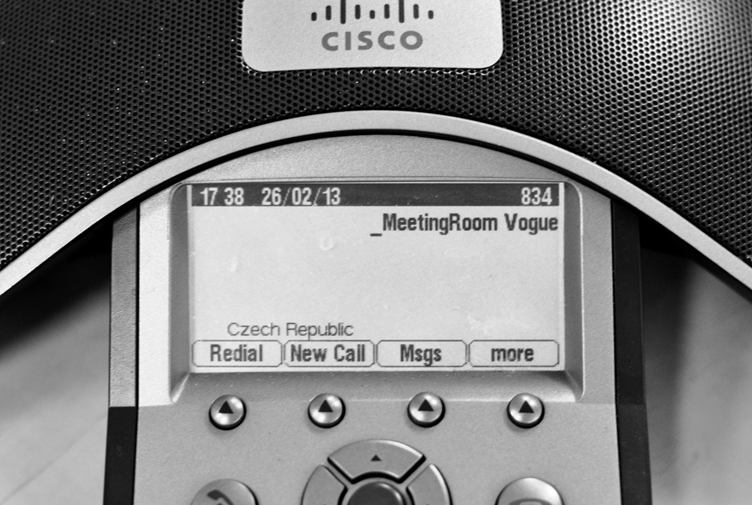 CISCO
17 38 26/02/13 834
_MeetingRoom Vogue
Czech Republic
Redial New Call Msgs more